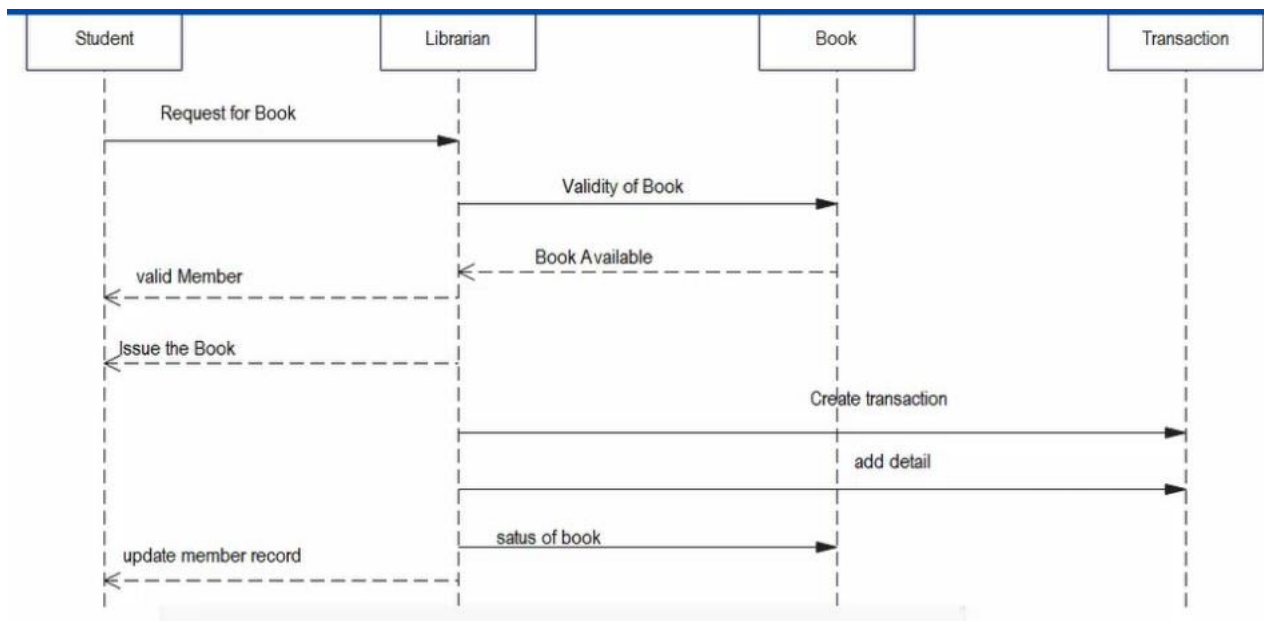 Student
Librarian
Book
Transaction
Request for Book
Validity of Book
Book Available
valid Member
Issue the Book
Create transaction
add detail
satus of book
update member record